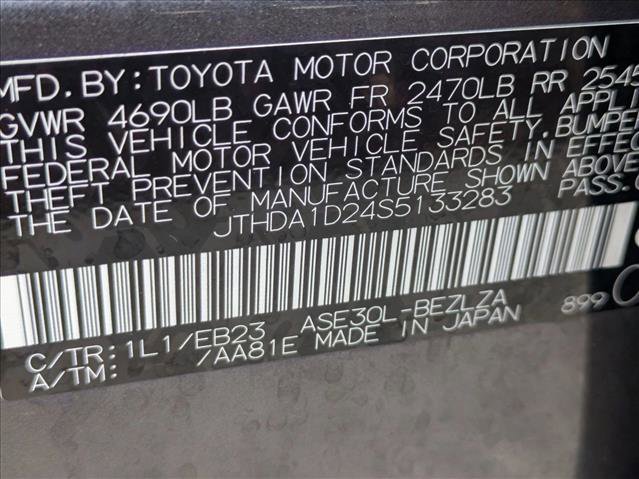 MFD. BY: TOYOTA MOTOR CORPORATION
GVWR 4690LB GAWR FR 2470LB RR 2545
THIS VEHICLE CONFORMS TO ALL APPLI
FEDERAL MOTOR VEHICLE SAFETY, BUMPE
THEFT PREVENTION STANDARDS IN EFFEC
THE DATE OF MANUFACTURE SHOWN ABOVE
JTHDA1D24S5133283 PASS.
C/TR: 1L1/EB23 ASE30L-BEZLZA 899
A/TM: /AA81E MADE IN JAPAN